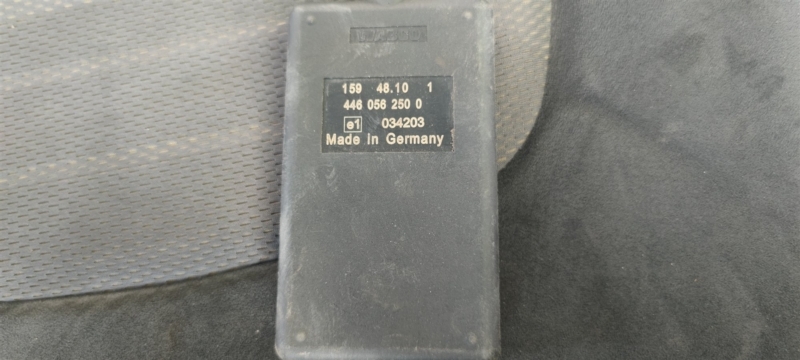 159 48.10 1
446 056 250 0
e1 034203
Made in Germany